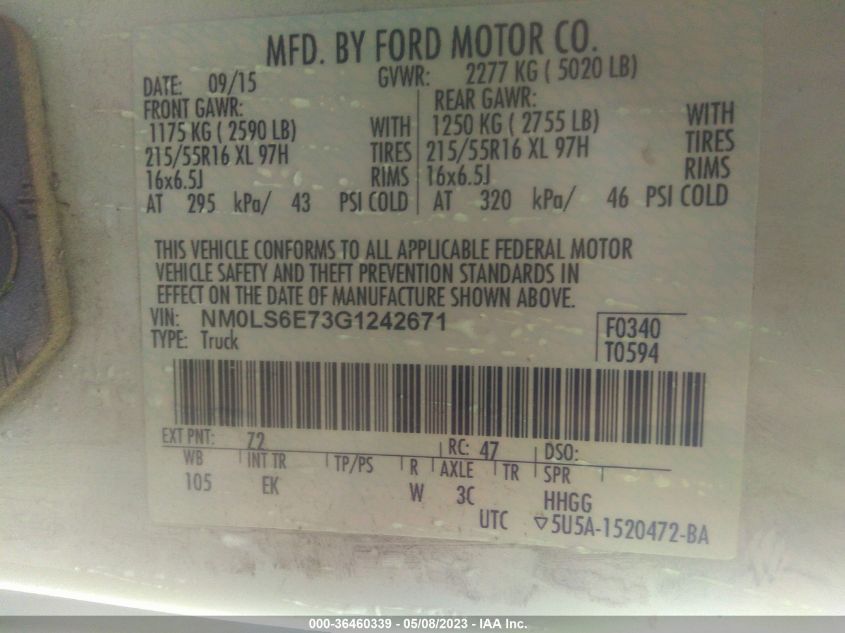 MFD. BY FORD MOTOR CO.
DATE: 09/15 GVWR: 2277 KG ( 5020 LB)
FRONT GAWR: REAR GAWR:
1175 KG ( 2590 LB) WITH 1250 KG ( 2755 LB) WITH
215/55R16 XL 97H TIRES 215/55R16 XL 97H TIRES
16x6.5J RIMS 16x6.5J RIMS
AT 295 kPa/ 43 PSI COLD AT 320 kPa/ 46 PSI COLD
THIS VEHICLE CONFORMS TO ALL APPLICABLE FEDERAL MOTOR
VEHICLE SAFETY AND THEFT PREVENTION STANDARDS IN
EFFECT ON THE DATE OF MANUFACTURE SHOWN ABOVE.
VIN: NM0LS6E73G1242671 F0340
TYPE: Truck T0594
EXT PNT: 72 RC: 47 DSO:
WB INT TR TP/PS R AXLE TR SPR
105 EK W 3C HHGG
UTC ▽5U5A-1520472-BA
000-36460339 - 05/08/2023 - IAA Inc.